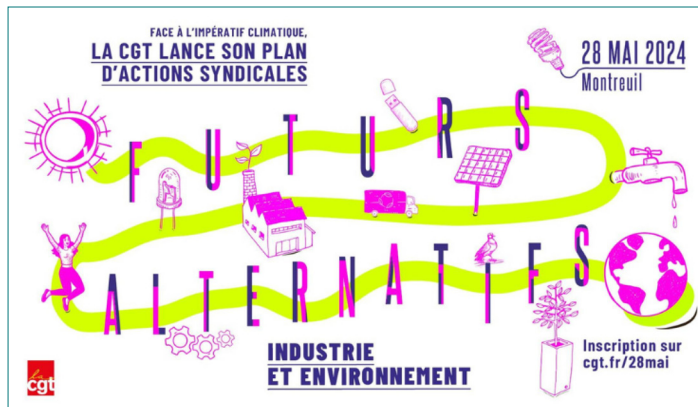 FACE À L'IMPÉRATIF CLIMATIQUE,
LA CGT LANCE SON PLAN
D'ACTIONS SYNDICALES
28 MAI 2024
Montreuil
FUTURS
ALTERNATIFS
INDUSTRIE
ET ENVIRONNEMENT
Inscription sur
cgt.fr/28mai
La
cgt